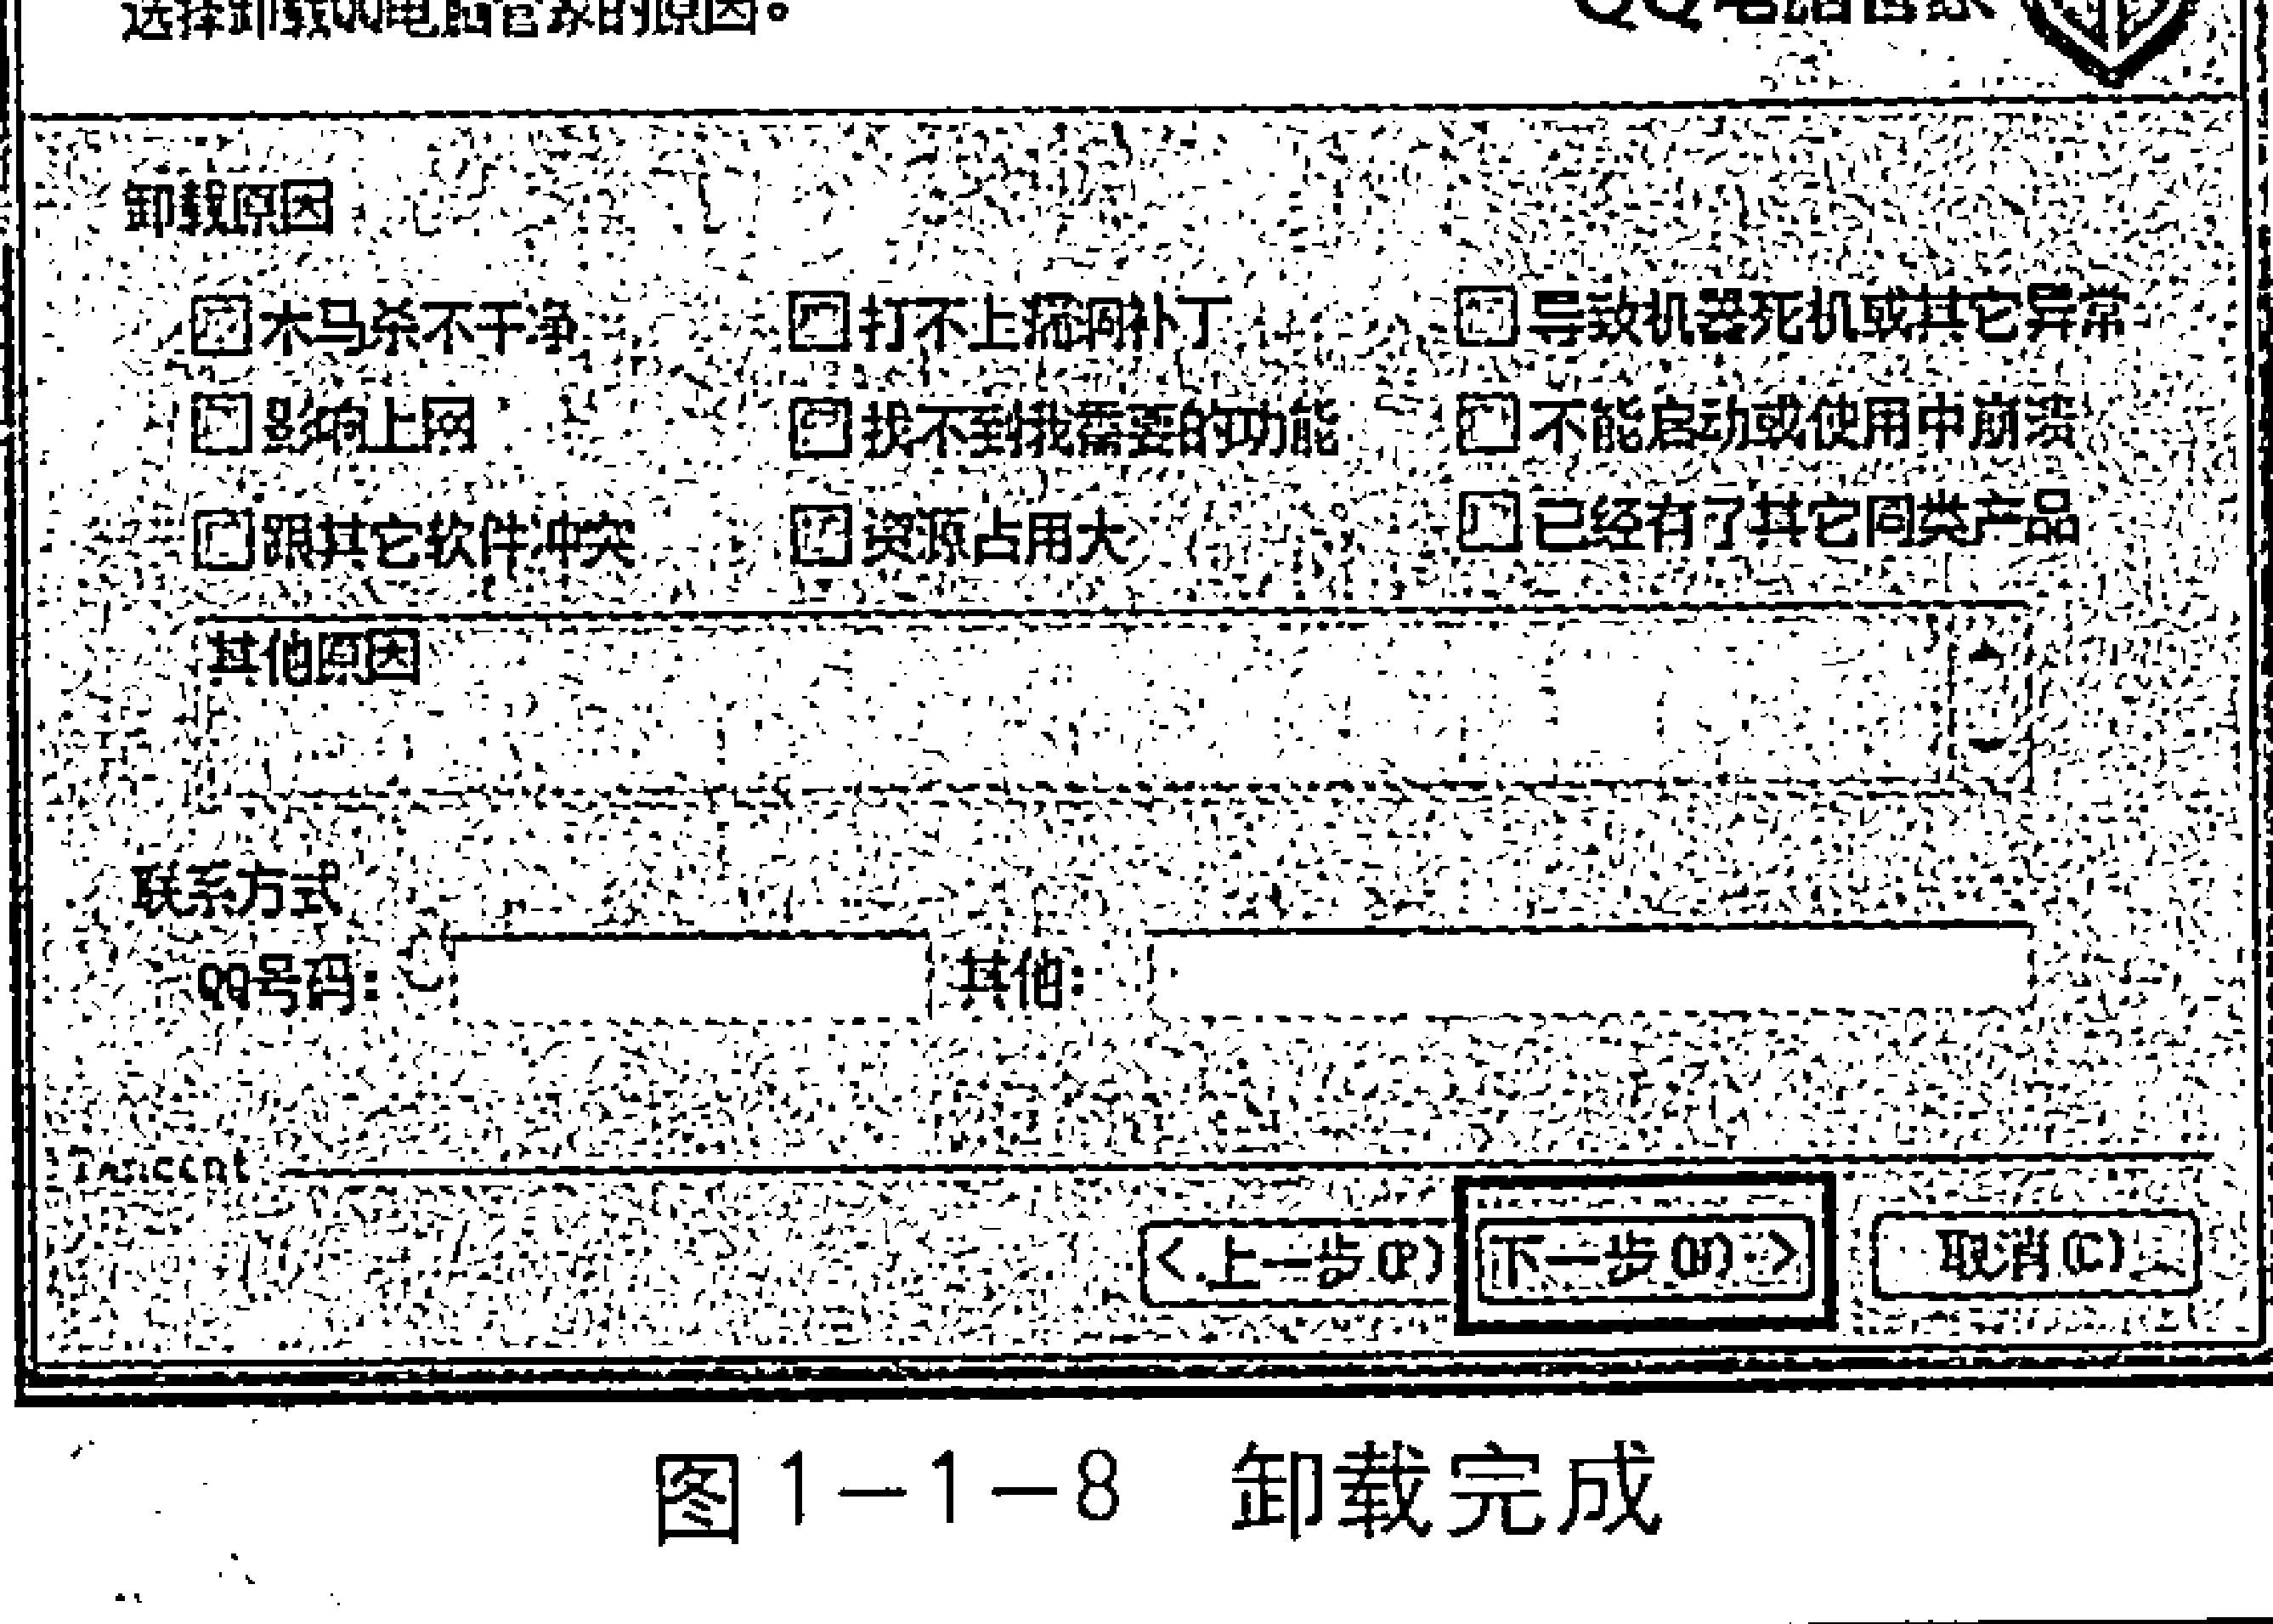 选择卸载QQ电脑管家的原因。 QQ电脑管家
卸载原因
木马杀不干净 打不上漏洞补丁 导致机器死机或其它异常
影响上网 找不到我需要的功能 不能启动或使用中崩溃
跟其它软件冲突 资源占用大 已经有了其它同类产品
其他原因
联系方式
QQ号码: 其他:
Tencent
< 上一步(P) 下一步(N) > 取消(C)
图1-1-8 卸载完成